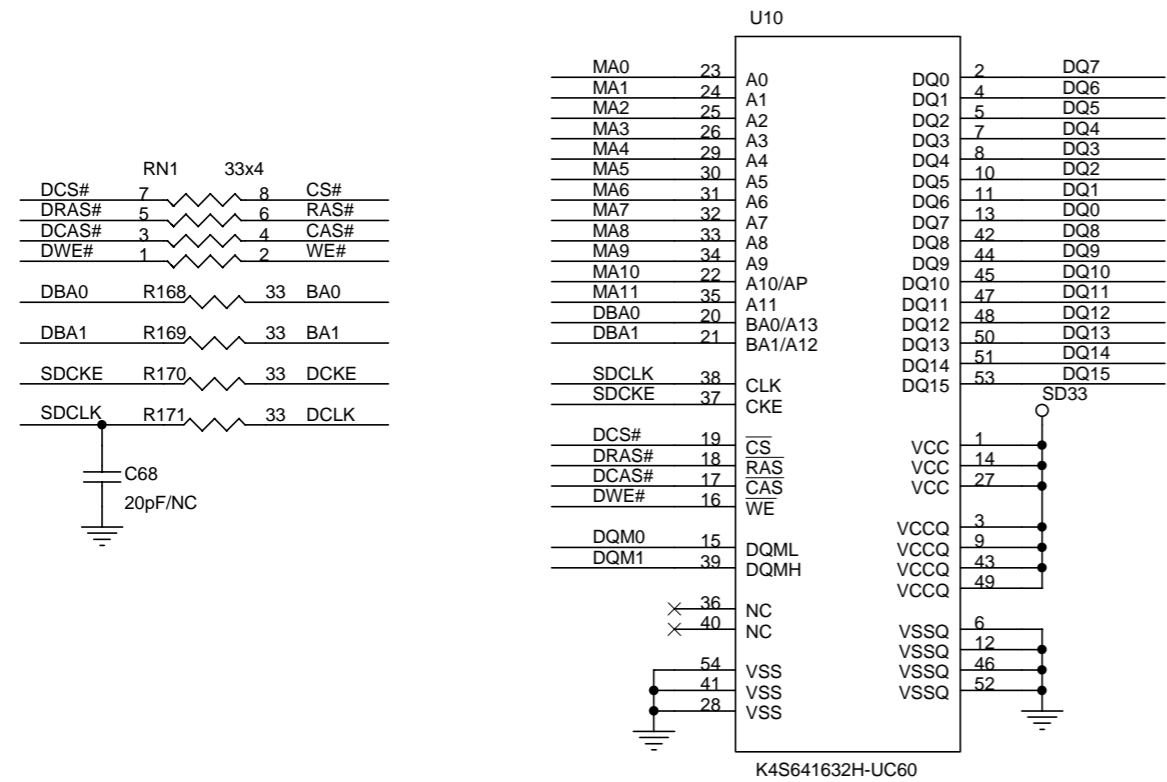 RN1 33x4
DCS# 7 8 CS#
DRAS# 5 6 RAS#
DCAS# 3 4 CAS#
DWE# 1 2 WE#
DBA0 R168 33 BA0
DBA1 R169 33 BA1
SDCKE R170 33 DCKE
SDCLK R171 33 DCLK
C68
20pF/NC
U10
MA0 23 A0 DQ0 2 DQ7
MA1 24 A1 DQ1 4 DQ6
MA2 25 A2 DQ2 5 DQ5
MA3 26 A3 DQ3 7 DQ4
MA4 29 A4 DQ4 8 DQ3
MA5 30 A5 DQ5 10 DQ2
MA6 31 A6 DQ6 11 DQ1
MA7 32 A7 DQ7 13 DQ0
MA8 33 A8 DQ8 42 DQ8
MA9 34 A9 DQ9 44 DQ9
MA10 22 A10/AP DQ10 45 DQ10
MA11 35 A11 DQ11 47 DQ11
DBA0 20 BA0/A13 DQ12 48 DQ12
DBA1 21 BA1/A12 DQ13 50 DQ13
DQ14 51 DQ14
SDCLK 38 CLK DQ15 53 DQ15
SDCKE 37 CKE SD33
DCS# 19 CS VCC 1
DRAS# 18 RAS VCC 14
DCAS# 17 CAS VCC 27
DWE# 16 WE
VCCQ 3
DQM0 15 DQML VCCQ 9
DQM1 39 DQMH VCCQ 43
VCCQ 49
36 NC
40 NC VSSQ 6
VSSQ 12
54 VSS VSSQ 46
41 VSS VSSQ 52
28 VSS
K4S641632H-UC60